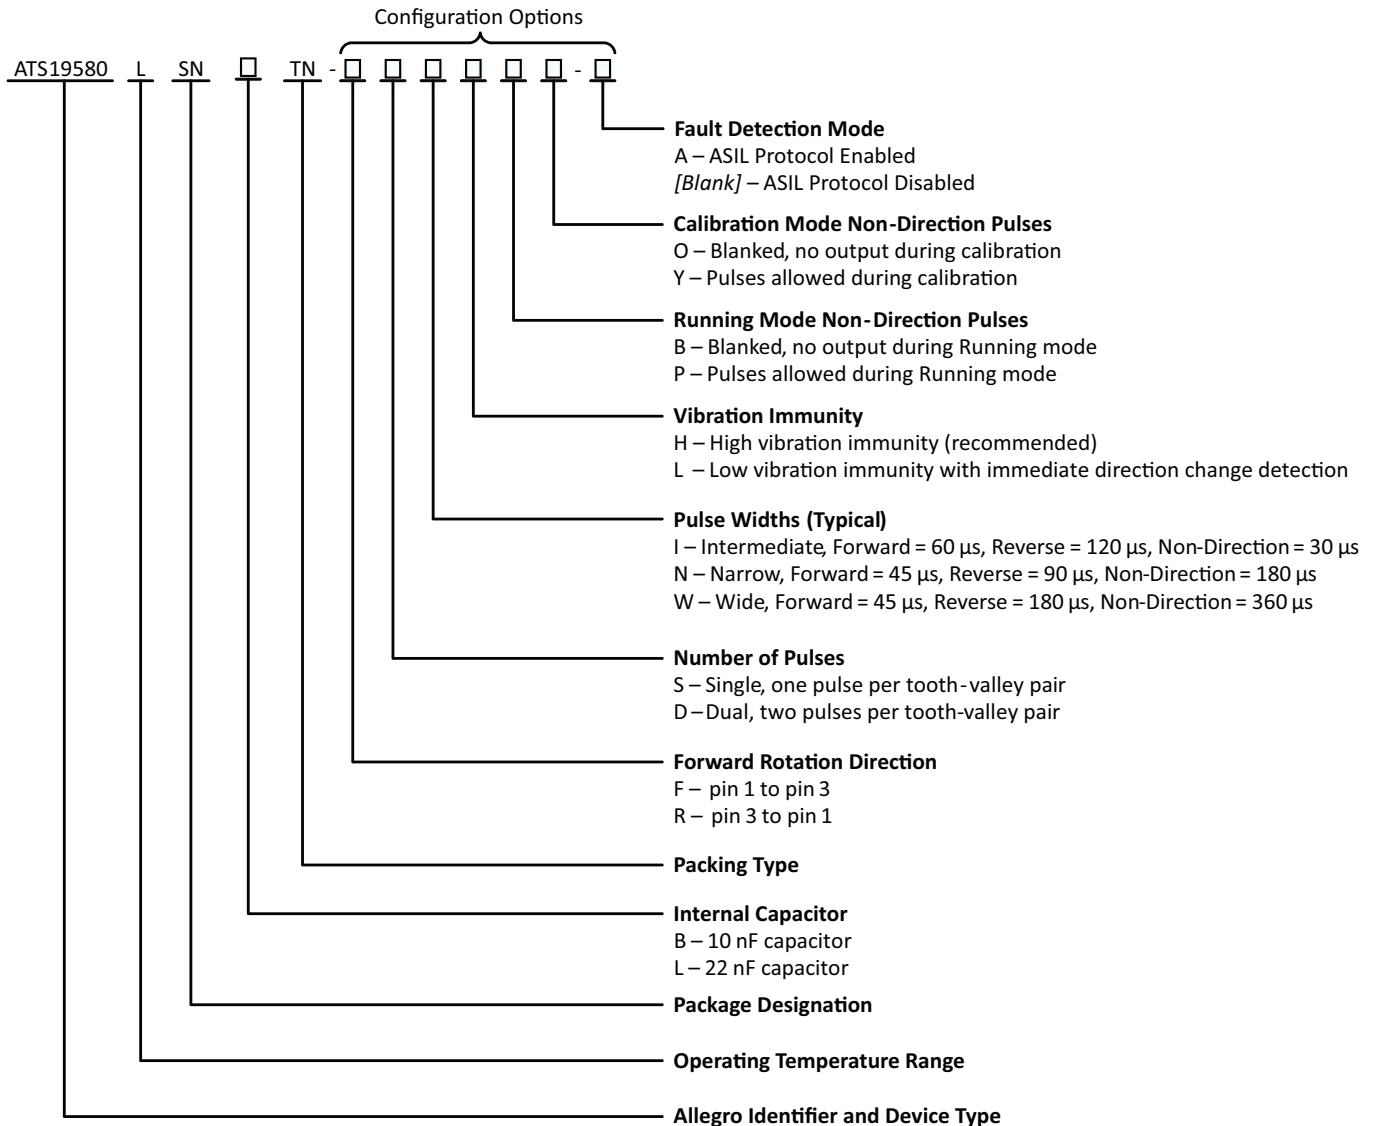 Configuration Options
ATS19580 L SN □ TN - □ □ □ □ □ □ - □
Fault Detection Mode
A – ASIL Protocol Enabled
[Blank] – ASIL Protocol Disabled
Calibration Mode Non-Direction Pulses
O – Blanked, no output during calibration
Y – Pulses allowed during calibration
Running Mode Non-Direction Pulses
B – Blanked, no output during Running mode
P – Pulses allowed during Running mode
Vibration Immunity
H – High vibration immunity (recommended)
L – Low vibration immunity with immediate direction change detection
Pulse Widths (Typical)
I – Intermediate, Forward = 60 µs, Reverse = 120 µs, Non-Direction = 30 µs
N – Narrow, Forward = 45 µs, Reverse = 90 µs, Non-Direction = 180 µs
W – Wide, Forward = 45 µs, Reverse = 180 µs, Non-Direction = 360 µs
Number of Pulses
S – Single, one pulse per tooth-valley pair
D – Dual, two pulses per tooth-valley pair
Forward Rotation Direction
F – pin 1 to pin 3
R – pin 3 to pin 1
Packing Type
Internal Capacitor
B – 10 nF capacitor
L – 22 nF capacitor
Package Designation
Operating Temperature Range
Allegro Identifier and Device Type